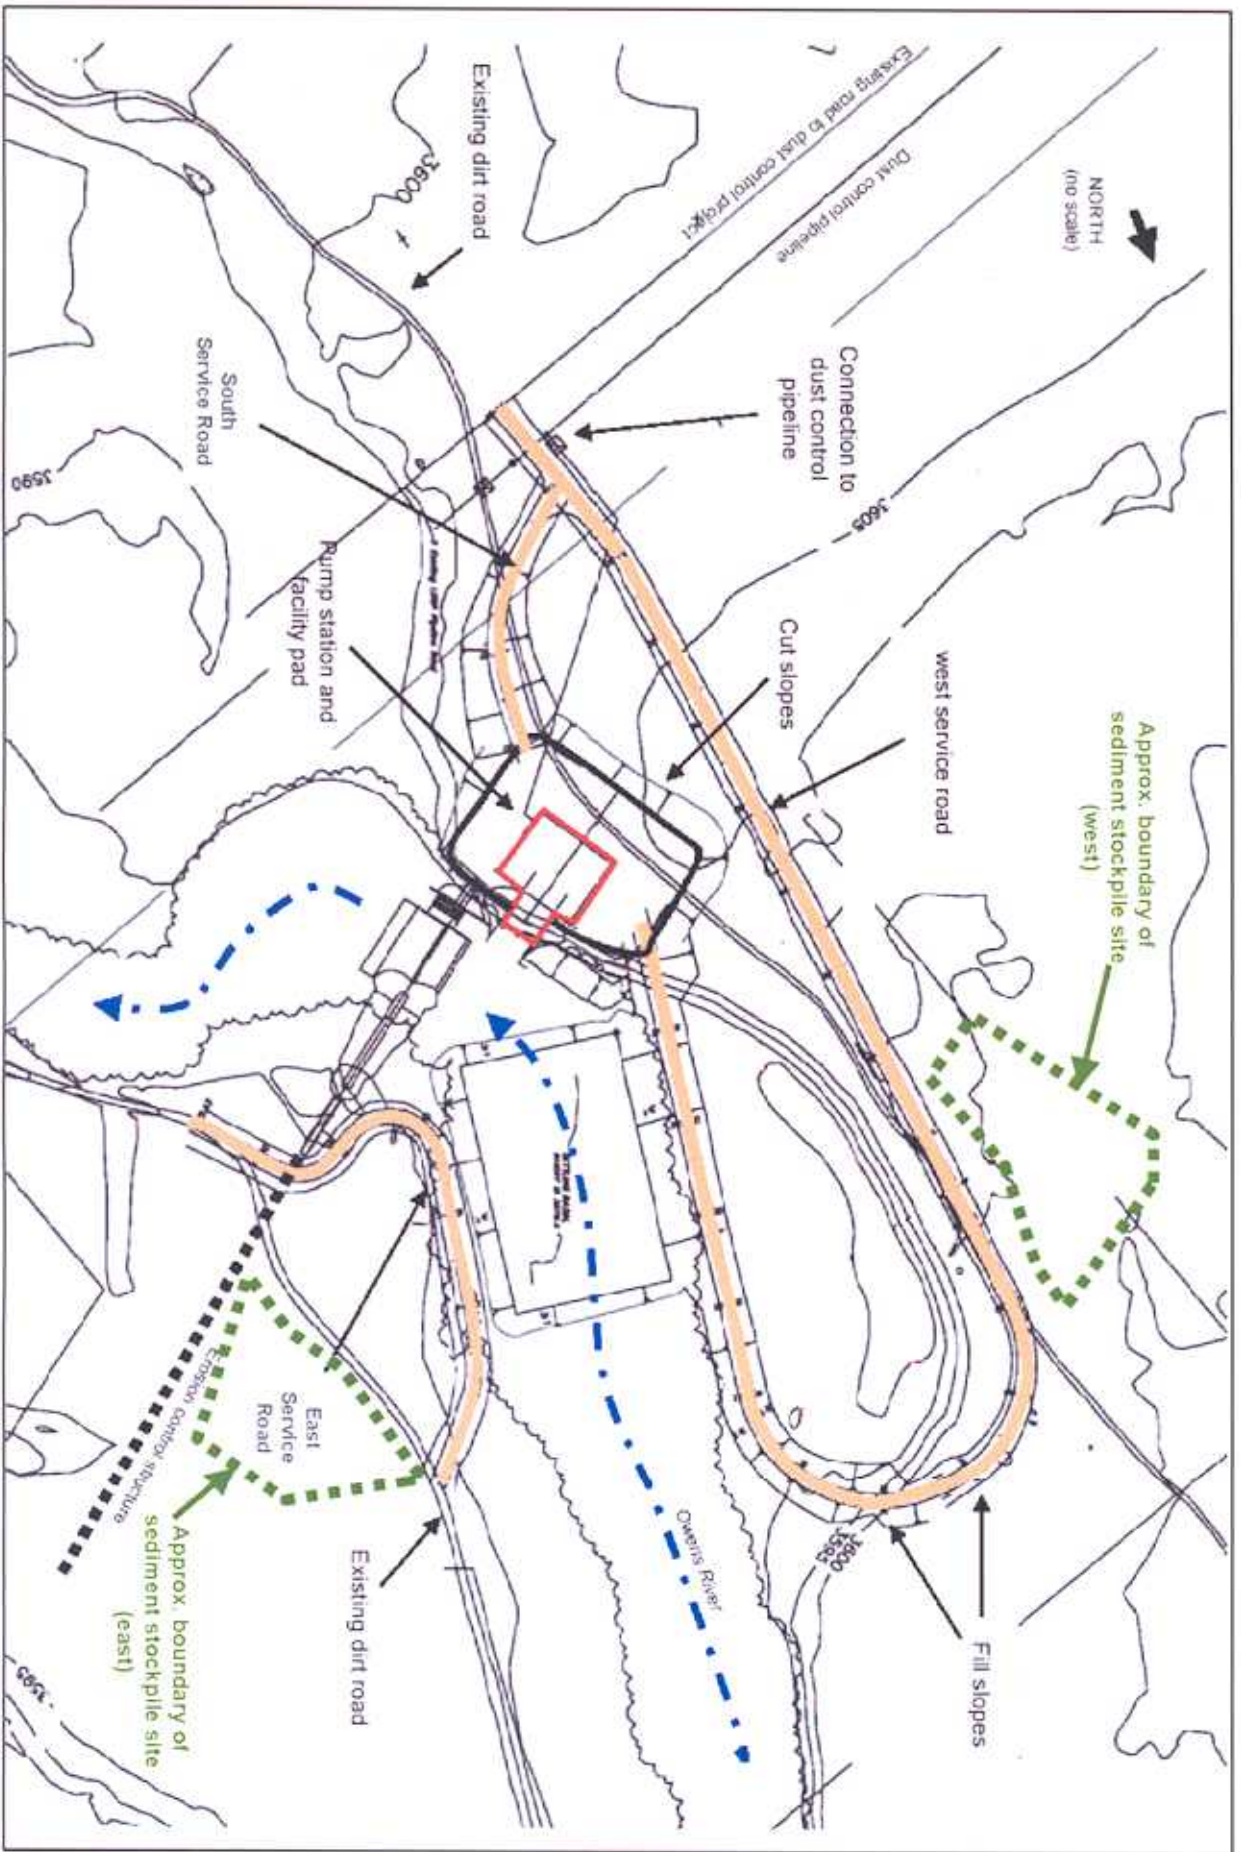 NORTH
(no scale)
Existing road to dust control project
Dust control pipeline
Existing dirt road
3600
Connection to
dust control
pipeline
3605
South
Service Road
3590
Pump station and
facility pad
Cut slopes
west service road
Approx. boundary of
sediment stockpile site
(west)
Owens River
Fill slopes
3600
3595
East
Service
Road
Erosion control structure
Approx. boundary of
sediment stockpile site
(east)
Existing dirt road
3595